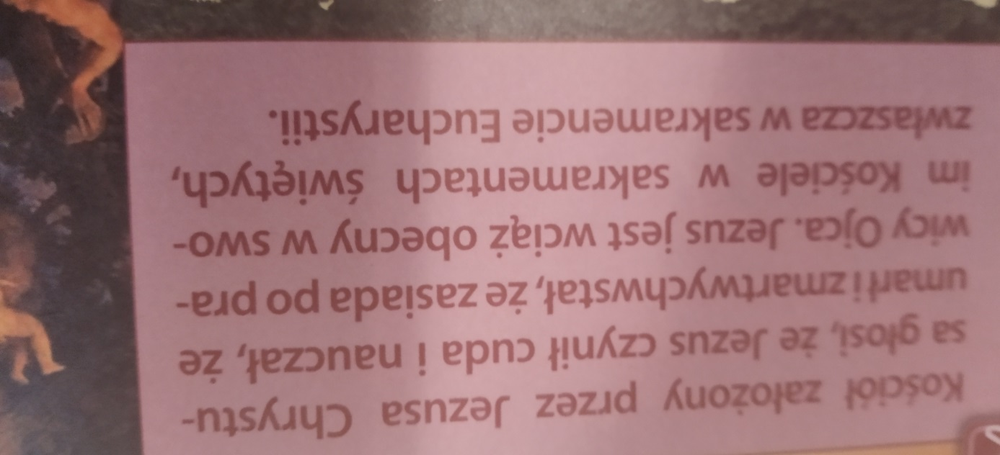 Kościół założony przez Jezusa Chrystu-
sa głosi, że Jezus czynił cuda i nauczał, że
umarł i zmartwychwstał, że zasiada po pra-
wicy Ojca. Jezus jest wciąż obecny w swo-
im Kościele w sakramentach świętych,
zwłaszcza w sakramencie Eucharystii.